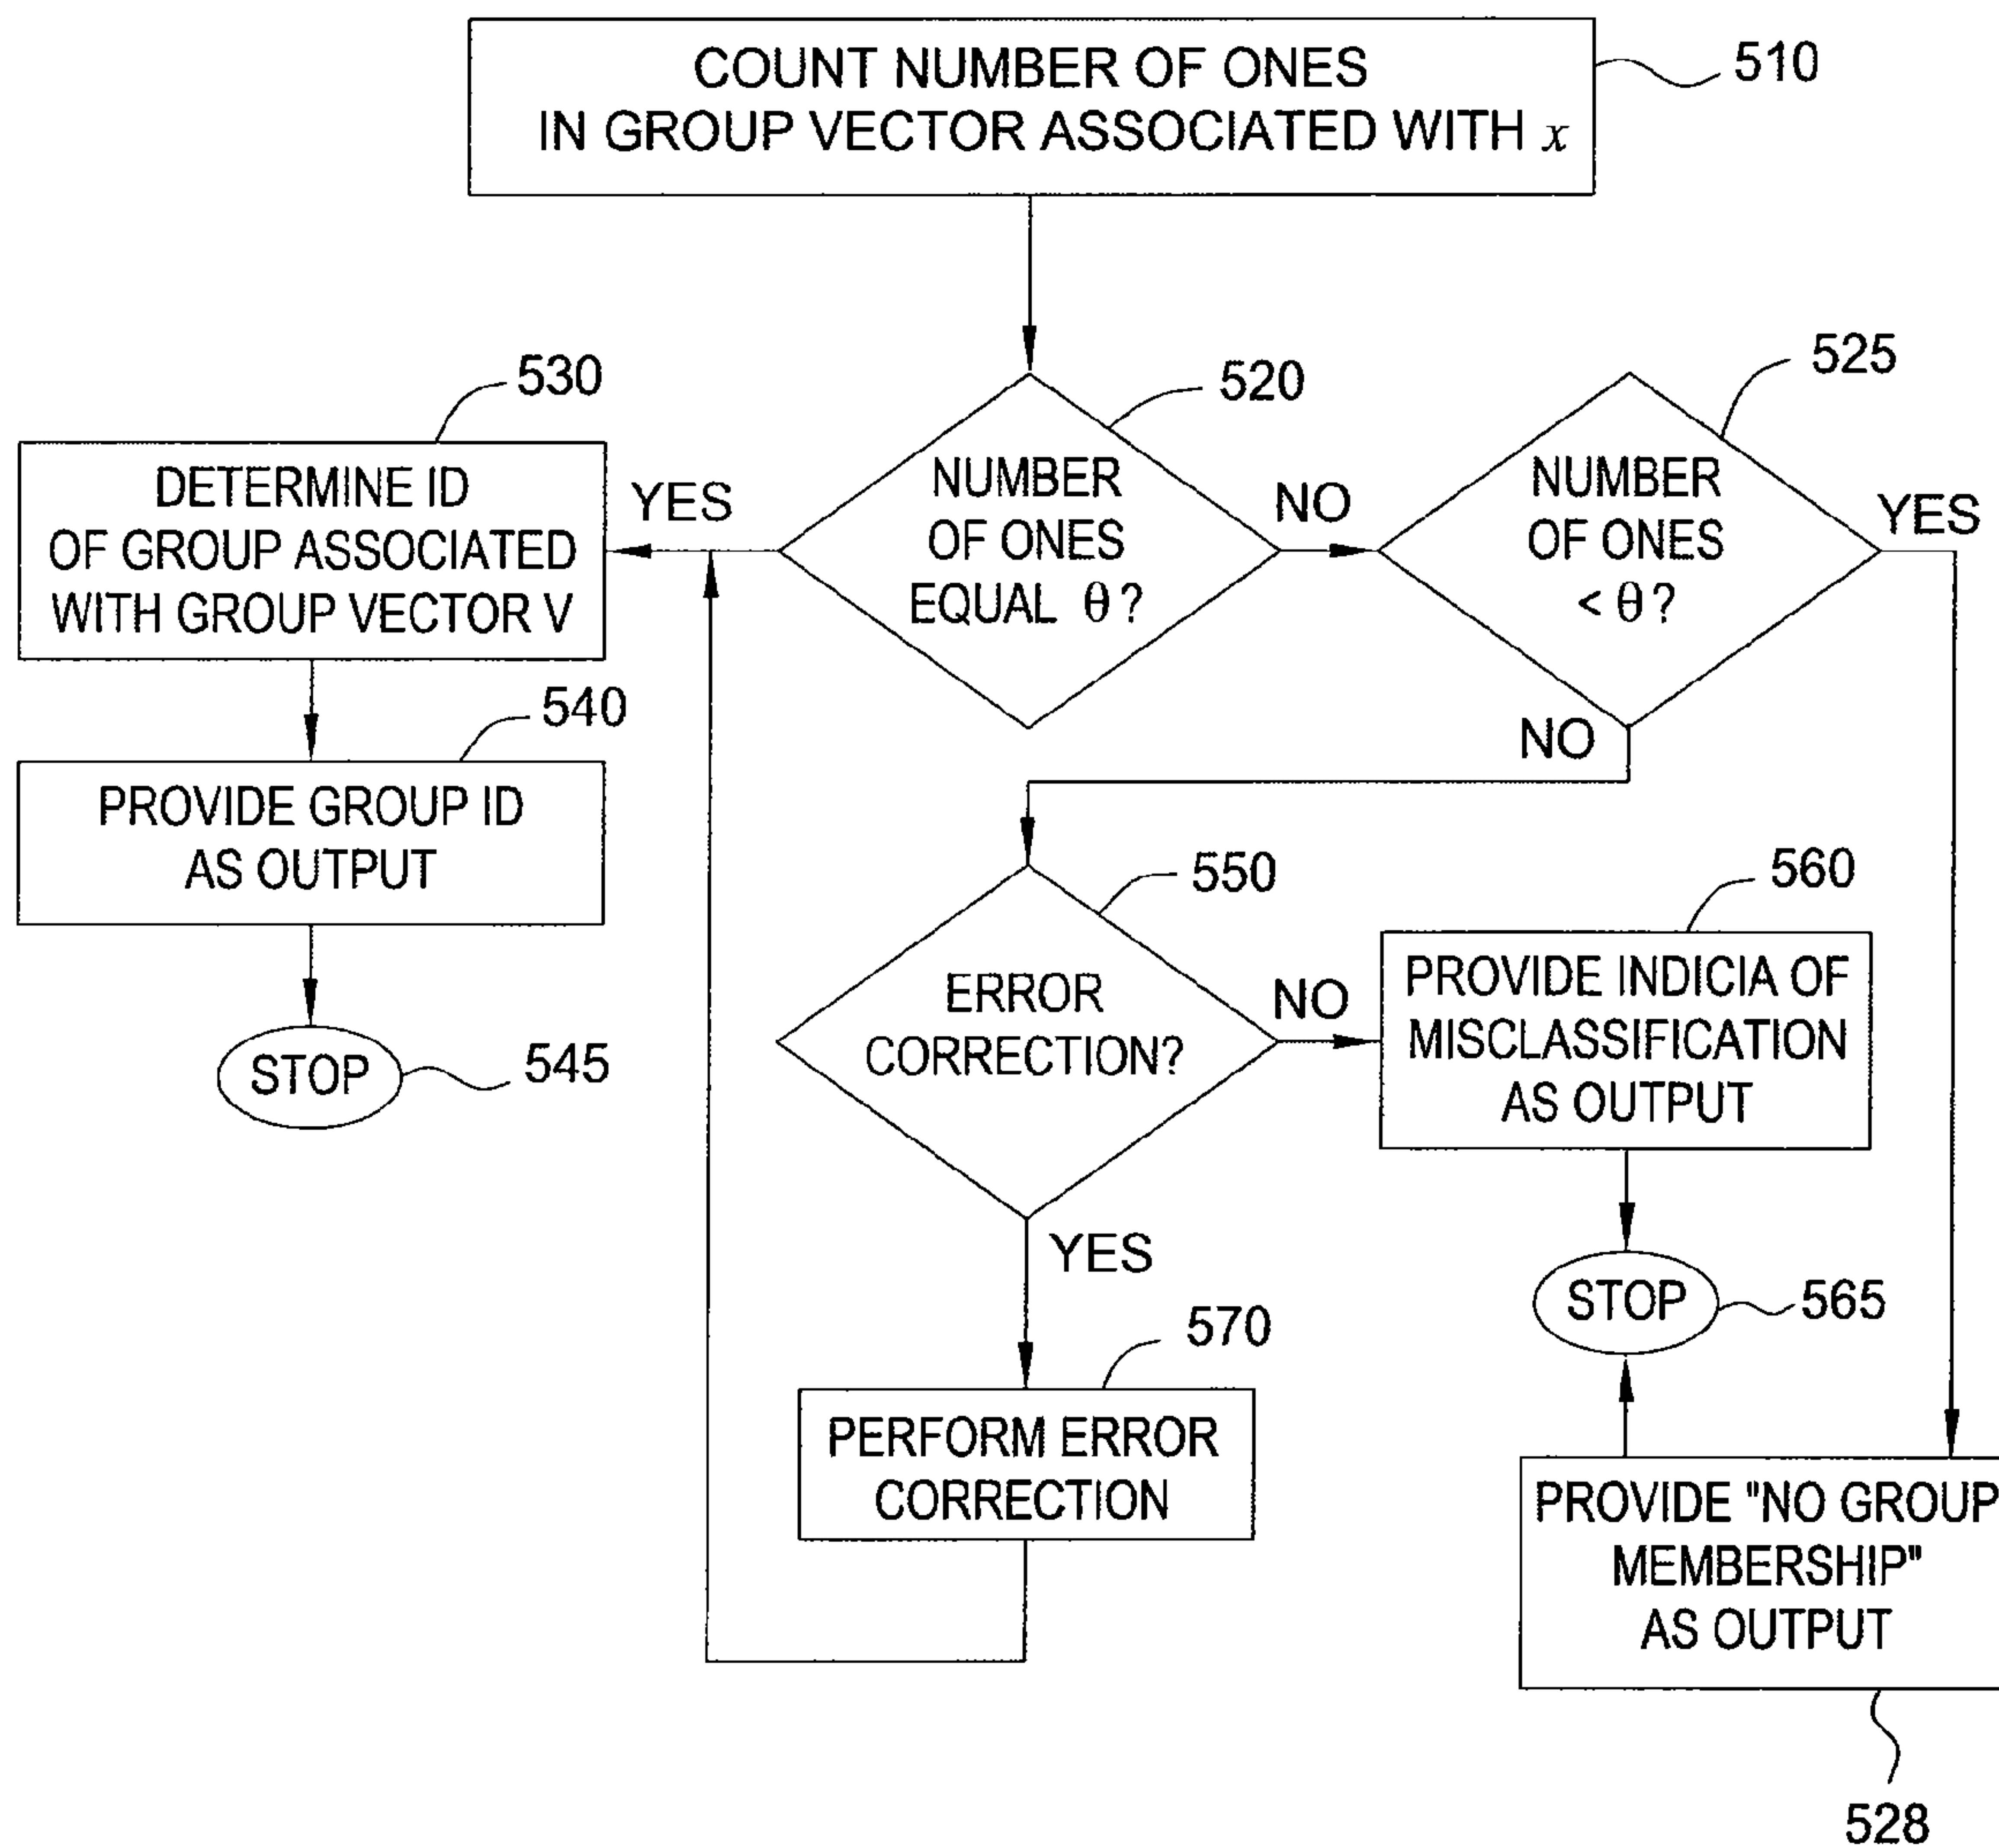 COUNT NUMBER OF ONES
IN GROUP VECTOR ASSOCIATED WITH x
510
530
520
525
DETERMINE ID
OF GROUP ASSOCIATED
WITH GROUP VECTOR V
YES
NUMBER
OF ONES
EQUAL θ?
NO
NUMBER
OF ONES
< θ?
YES
NO
540
PROVIDE GROUP ID
AS OUTPUT
STOP
545
550
ERROR
CORRECTION?
NO
560
PROVIDE INDICIA OF
MISCLASSIFICATION
AS OUTPUT
YES
STOP
565
570
PERFORM ERROR
CORRECTION
PROVIDE "NO GROUP
MEMBERSHIP"
AS OUTPUT
528